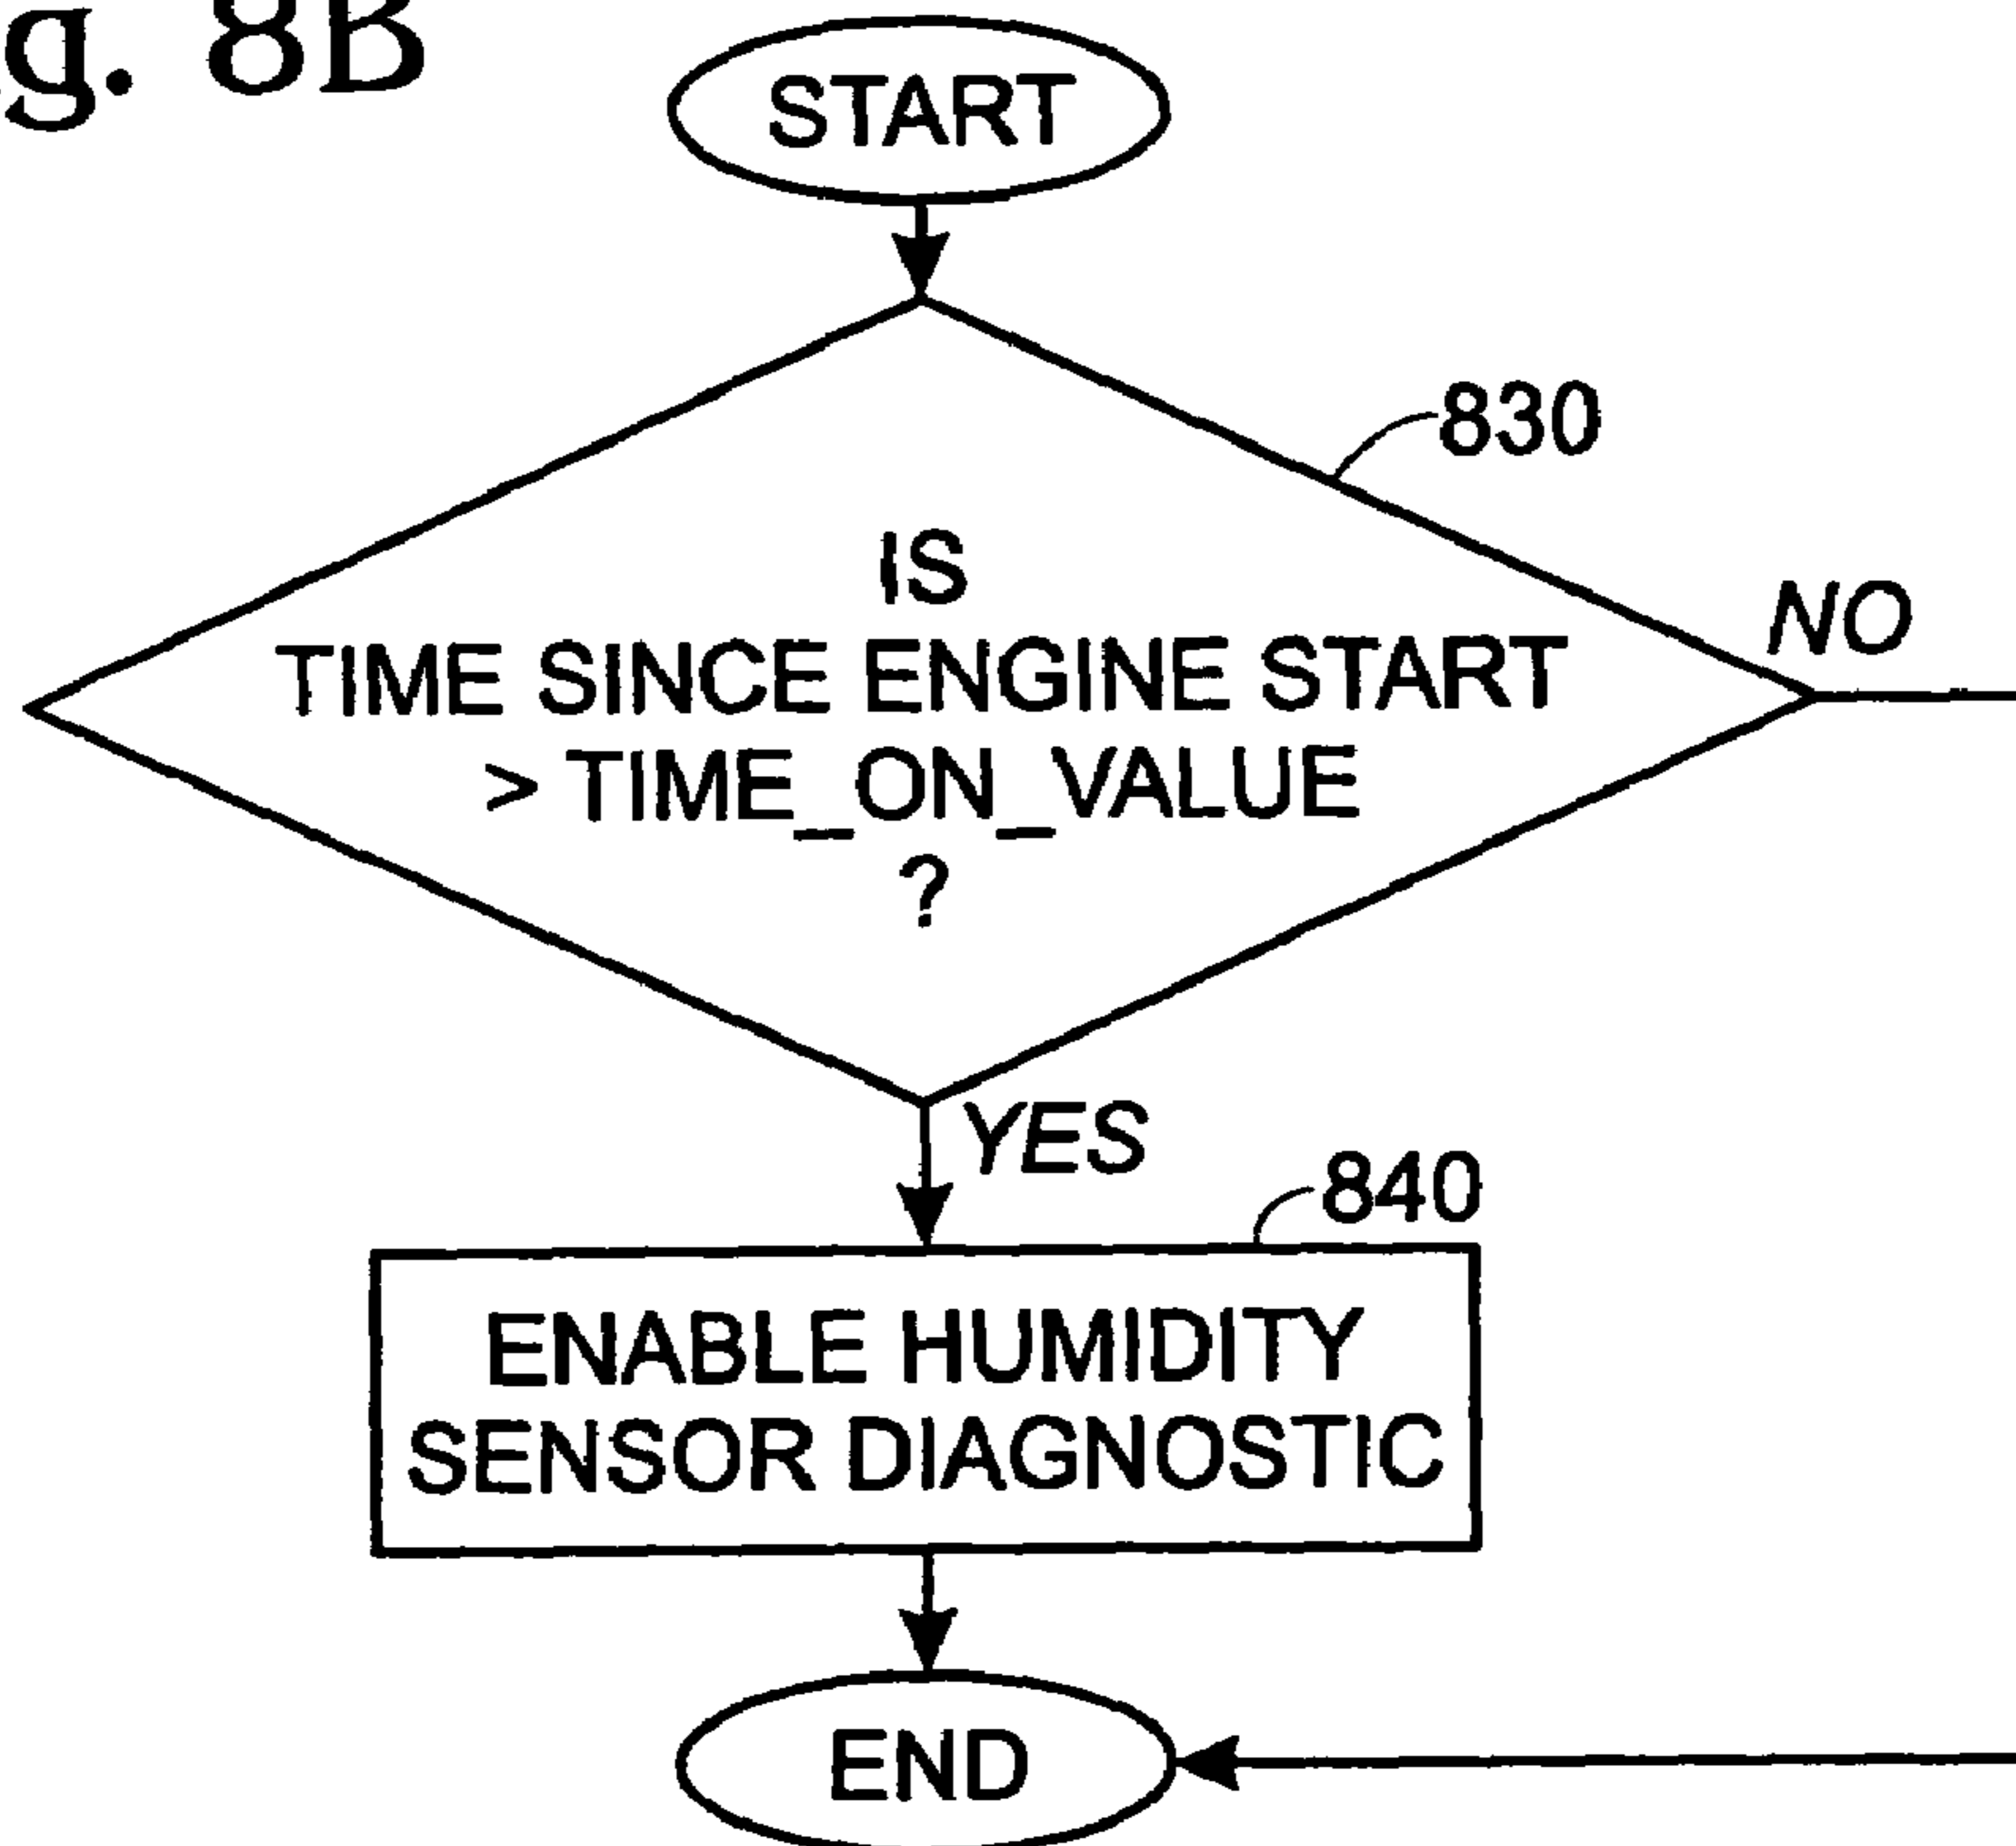 g. 8B
START
830
IS
TIME SINCE ENGINE START
> TIME_ON_VALUE
?
NO
YES
840
ENABLE HUMIDITY
SENSOR DIAGNOSTIC
END